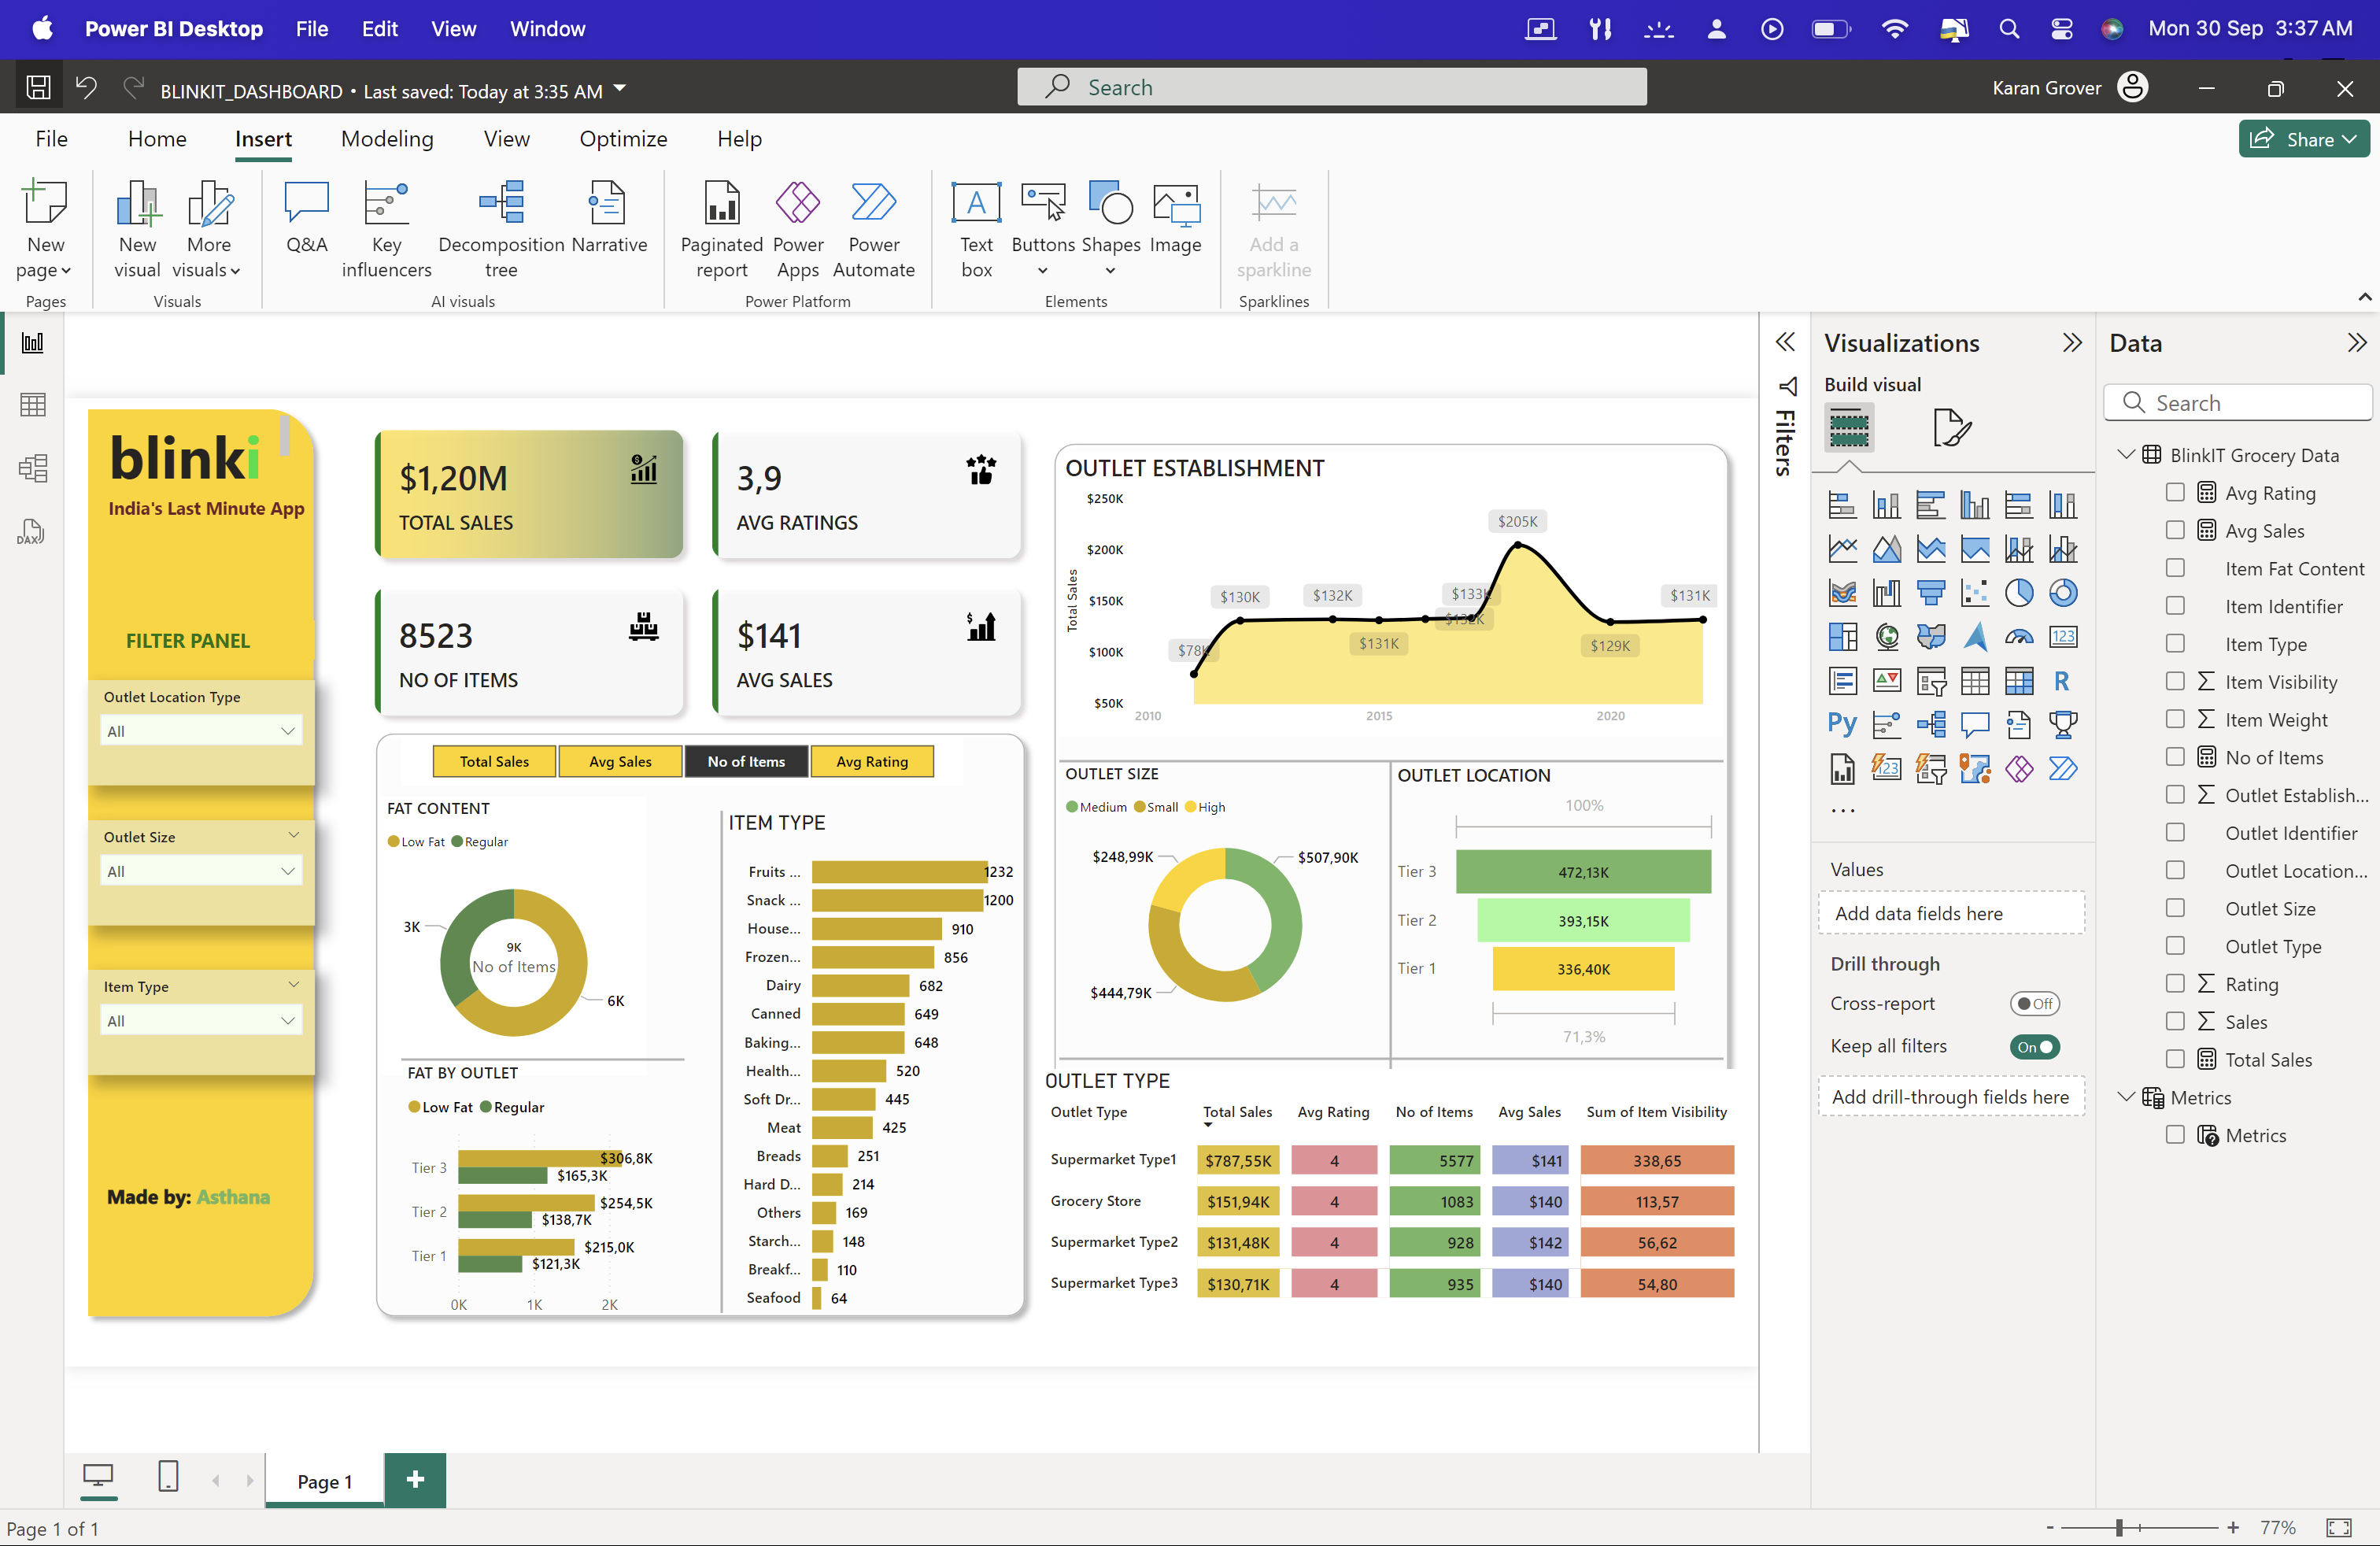 Power BI Desktop File Edit View Window Mon 30 Sep 3:37 AM
BLINKIT_DASHBOARD • Last saved: Today at 3:35 AM Search Karan Grover
File Home Insert Modeling View Optimize Help Share
New page
New visual
More visuals
Q&A
Key influencers
Decomposition tree
Narrative
Paginated report
Power Apps
Power Automate
Text box
Buttons
Shapes
Image
Add a sparkline
Pages Visuals AI visuals Power Platform Elements Sparklines
DAX
blinki
India's Last Minute App
FILTER PANEL
Outlet Location Type
All
Outlet Size
All
Item Type
All
Made by: Asthana
$1,20M
TOTAL SALES
3,9
AVG RATINGS
8523
NO OF ITEMS
$141
AVG SALES
Total Sales Avg Sales No of Items Avg Rating
FAT CONTENT
Low Fat Regular
3K
9K
No of Items
6K
FAT BY OUTLET
Low Fat Regular
Tier 3 $306,8K
$165,3K
Tier 2 $254,5K
$138,7K
Tier 1 $215,0K
$121,3K
0K 1K 2K
ITEM TYPE
Fruits ... 1232
Snack ... 1200
House... 910
Frozen... 856
Dairy 682
Canned 649
Baking... 648
Health... 520
Soft Dr... 445
Meat 425
Breads 251
Hard D... 214
Others 169
Starch... 148
Breakf... 110
Seafood 64
OUTLET ESTABLISHMENT
Total Sales
$250K
$200K
$150K
$100K
$50K
$78K
$130K
$132K
$131K
$132K
$133K
$205K
$129K
$131K
2010 2015 2020
OUTLET SIZE
Medium Small High
$248,99K
$507,90K
$444,79K
OUTLET LOCATION
100%
Tier 3 472,13K
Tier 2 393,15K
Tier 1 336,40K
71,3%
OUTLET TYPE
Outlet Type Total Sales Avg Rating No of Items Avg Sales Sum of Item Visibility
Supermarket Type1 $787,55K 4 5577 $141 338,65
Grocery Store $151,94K 4 1083 $140 113,57
Supermarket Type2 $131,48K 4 928 $142 56,62
Supermarket Type3 $130,71K 4 935 $140 54,80
Filters
Visualizations
Build visual
123
R
Py
123
...
Values
Add data fields here
Drill through
Cross-report Off
Keep all filters On
Add drill-through fields here
Data
Search
BlinkIT Grocery Data
Avg Rating
Avg Sales
Item Fat Content
Item Identifier
Item Type
Item Visibility
Item Weight
No of Items
Outlet Establish...
Outlet Identifier
Outlet Location...
Outlet Size
Outlet Type
Rating
Sales
Total Sales
Metrics
Metrics
Page 1 +
Page 1 of 1 - + 77%